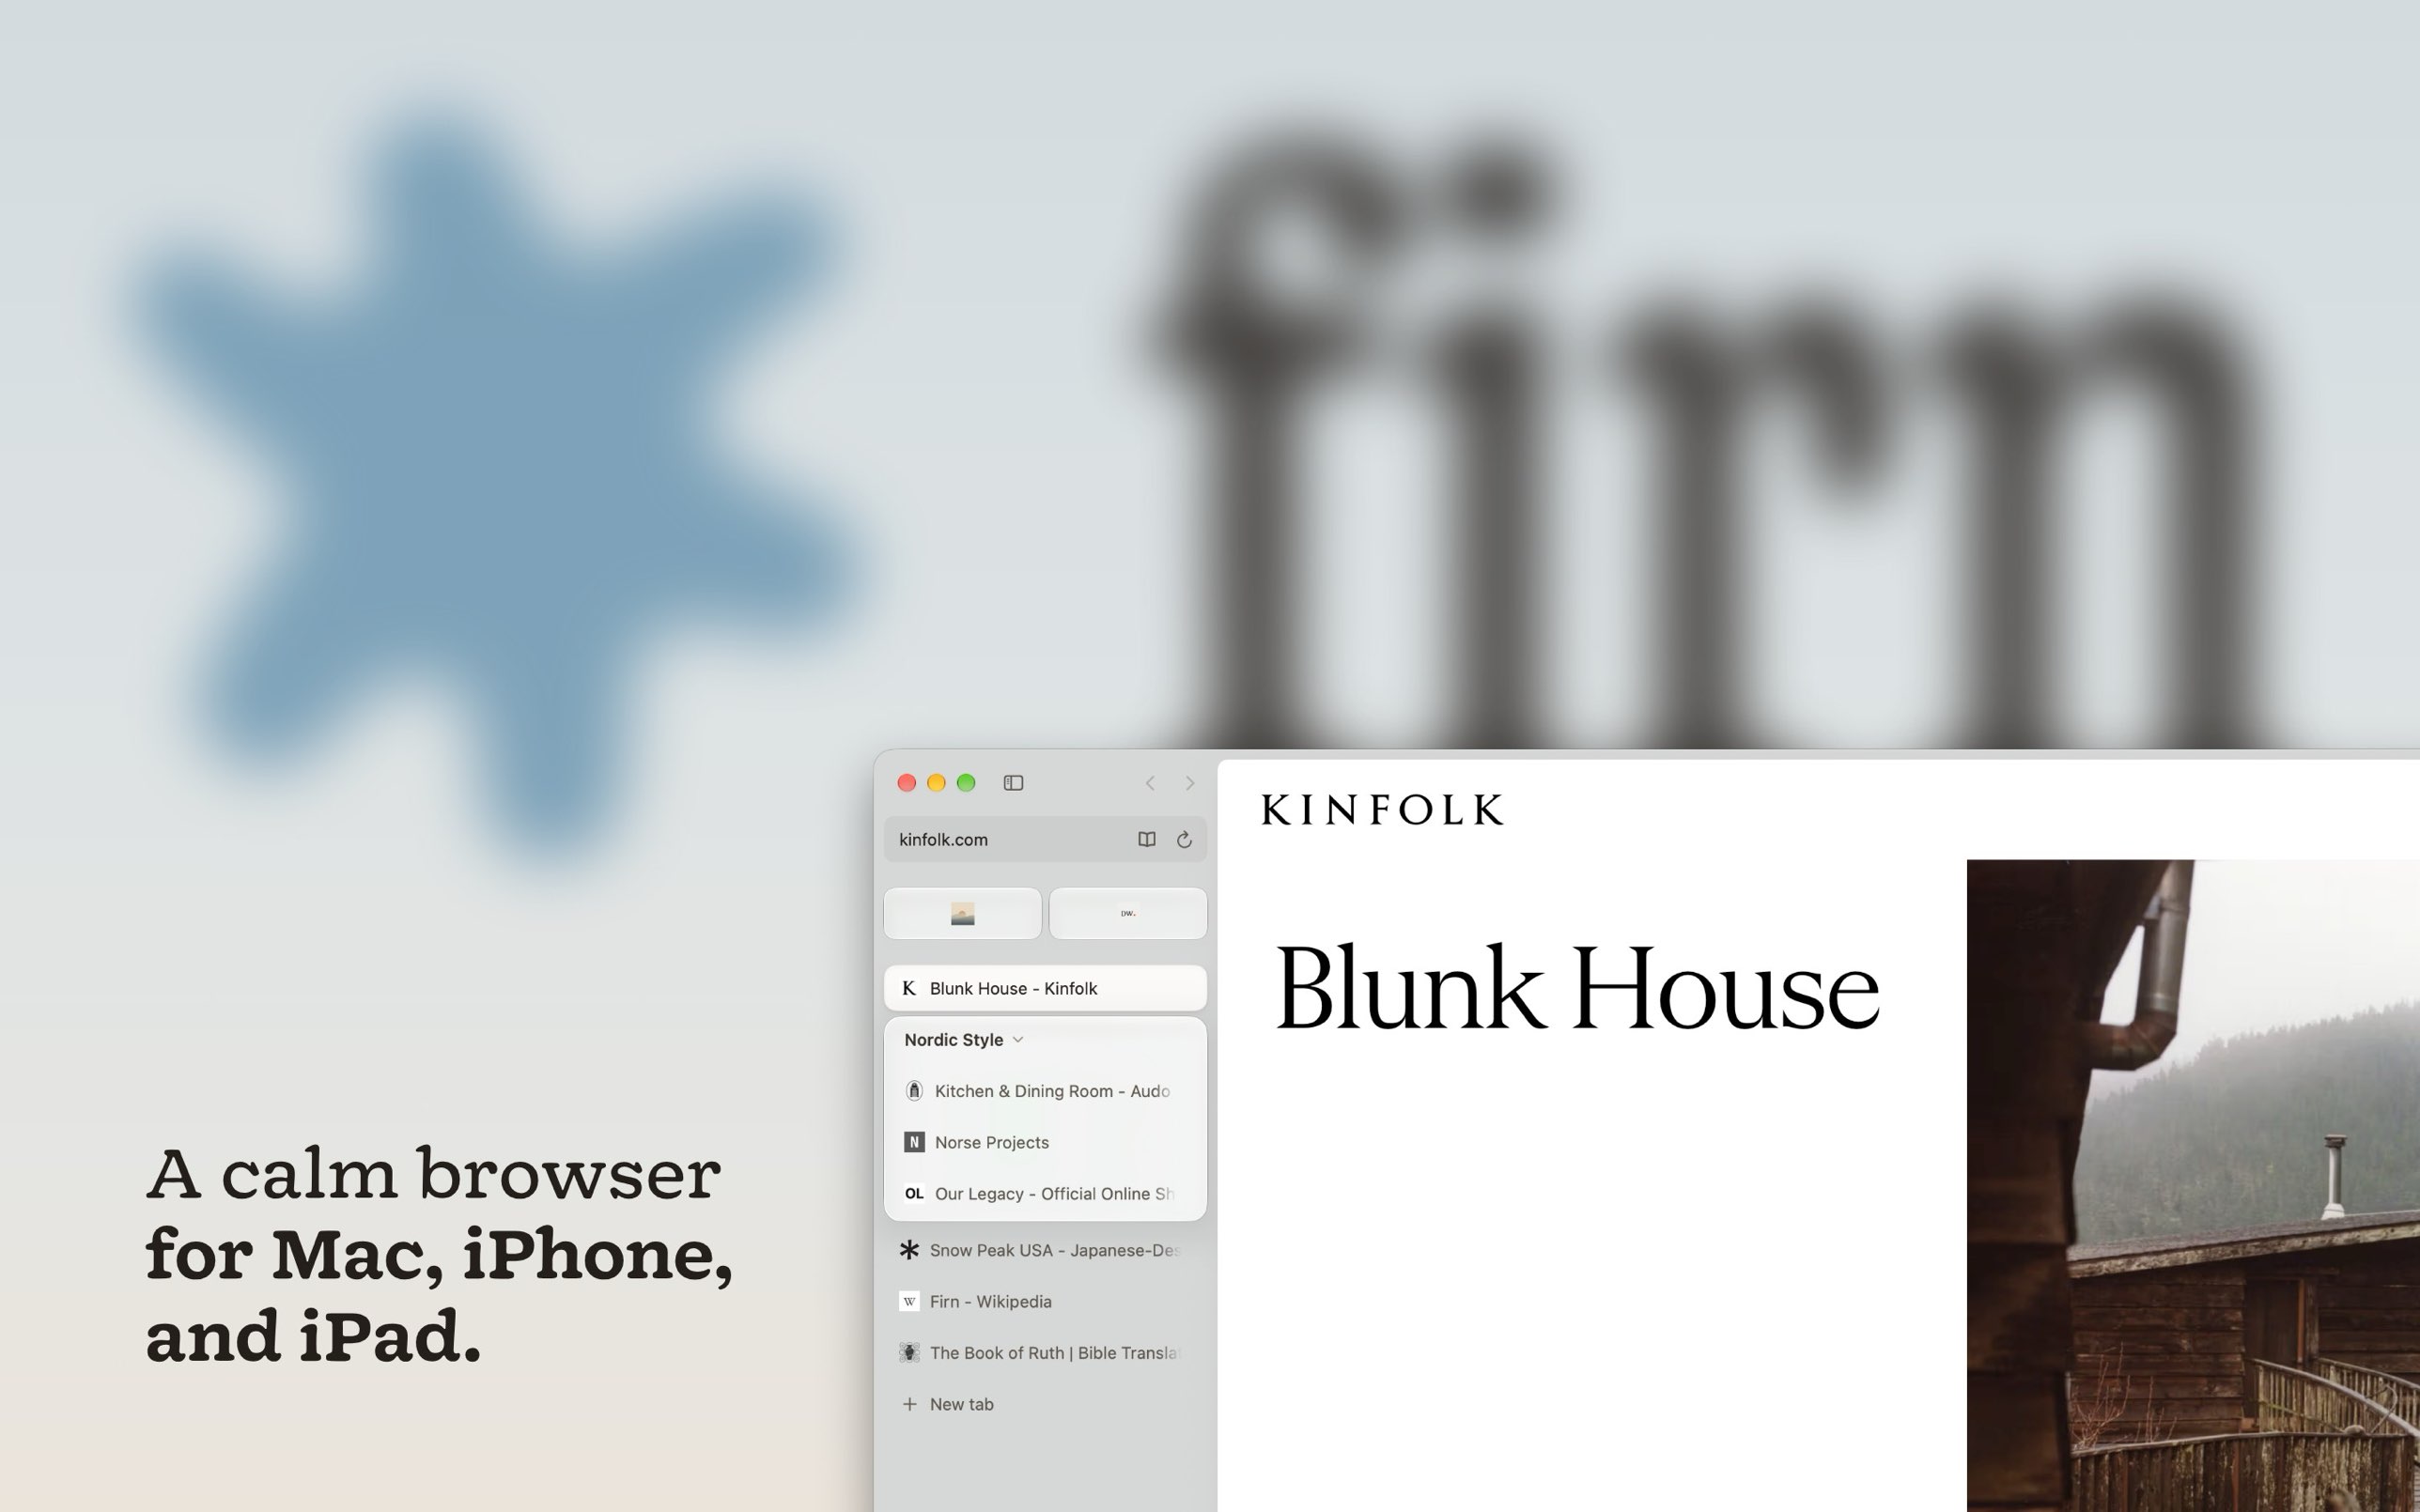 firn
kinfolk.com
DW.
K Blunk House - Kinfolk
Nordic Style
Kitchen & Dining Room - Audo
N Norse Projects
OL Our Legacy - Official Online Sh
Snow Peak USA - Japanese-Des
W Firn - Wikipedia
The Book of Ruth | Bible Transla
New tab
KINFOLK
Blunk House
A calm browser
for Mac, iPhone,
and iPad.